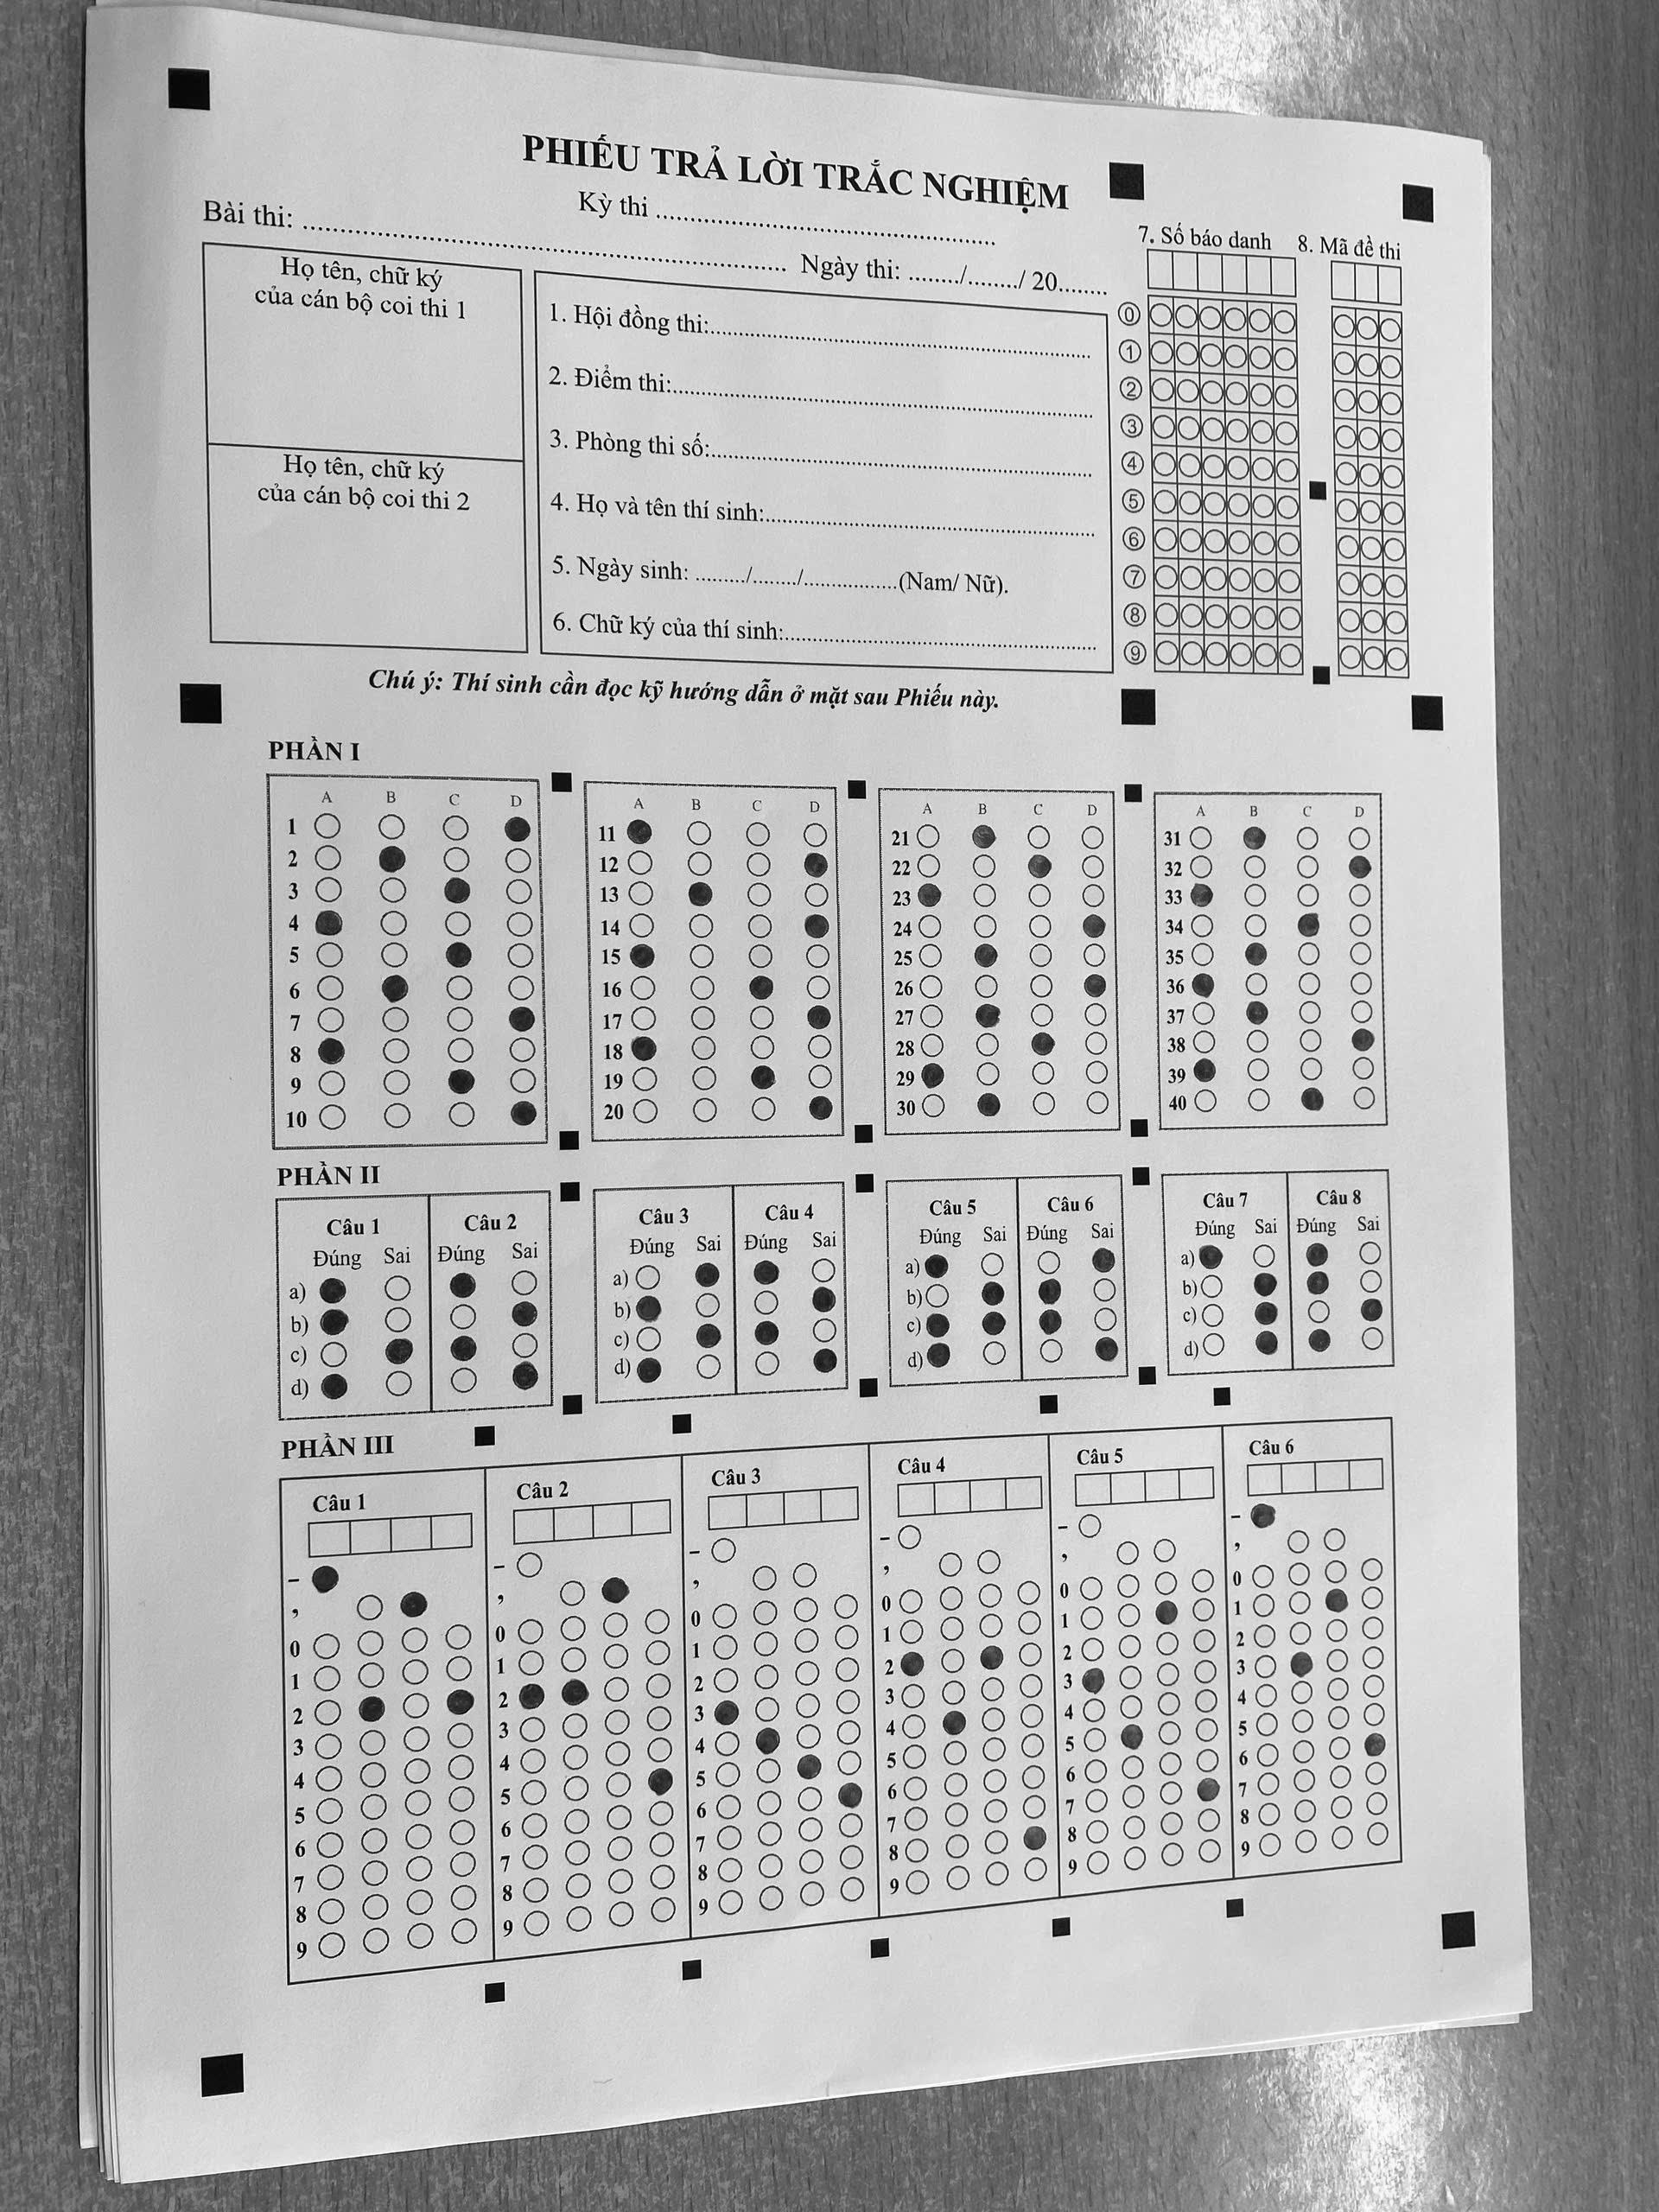 PHIẾU TRẢ LỜI TRẮC NGHIỆM
Kỳ thi ..................................................
Bài thi: ........................................................................ Ngày thi: ......../......../ 20........
Họ tên, chữ ký
của cán bộ coi thi 1
Họ tên, chữ ký
của cán bộ coi thi 2
1. Hội đồng thi:..........................................................
2. Điểm thi:................................................................
3. Phòng thi số:..........................................................
4. Họ và tên thí sinh:..................................................
5. Ngày sinh: ......../......../...............(Nam/ Nữ).
6. Chữ ký của thí sinh:...............................................
7. Số báo danh 8. Mã đề thi
0
1
2
3
4
5
6
7
8
9
Chú ý: Thí sinh cần đọc kỹ hướng dẫn ở mặt sau Phiếu này.
PHẦN I
A B C D
1
2
3
4
5
6
7
8
9
10
A B C D
11
12
13
14
15
16
17
18
19
20
A B C D
21
22
23
24
25
26
27
28
29
30
A B C D
31
32
33
34
35
36
37
38
39
40
PHẦN II
Câu 1 Câu 2
Đúng Sai Đúng Sai
a)
b)
c)
d)
Câu 3 Câu 4
Đúng Sai Đúng Sai
a)
b)
c)
d)
Câu 5 Câu 6
Đúng Sai Đúng Sai
a)
b)
c)
d)
Câu 7 Câu 8
Đúng Sai Đúng Sai
a)
b)
c)
d)
PHẦN III
Câu 1
-
,
0
1
2
3
4
5
6
7
8
9
Câu 2
-
,
0
1
2
3
4
5
6
7
8
9
Câu 3
-
,
0
1
2
3
4
5
6
7
8
9
Câu 4
-
,
0
1
2
3
4
5
6
7
8
9
Câu 5
-
,
0
1
2
3
4
5
6
7
8
9
Câu 6
-
,
0
1
2
3
4
5
6
7
8
9